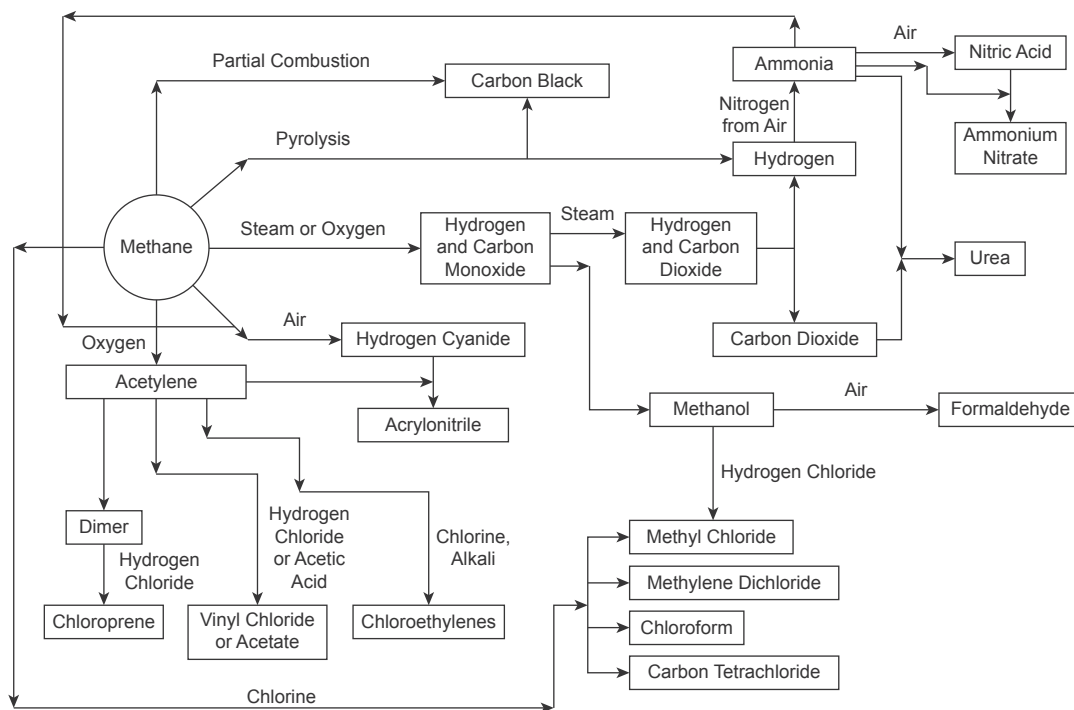 Partial Combustion
Carbon Black
Ammonia
Air
Nitric Acid
Nitrogen
from Air
Ammonium
Nitrate
Pyrolysis
Hydrogen
Methane
Steam or Oxygen
Hydrogen
and Carbon
Monoxide
Steam
Hydrogen
and Carbon
Dioxide
Urea
Oxygen
Air
Hydrogen Cyanide
Carbon Dioxide
Acetylene
Acrylonitrile
Methanol
Air
Formaldehyde
Hydrogen Chloride
Dimer
Hydrogen
Chloride
Hydrogen
Chloride
or Acetic
Acid
Chlorine,
Alkali
Methyl Chloride
Methylene Dichloride
Chloroprene
Vinyl Chloride
or Acetate
Chloroethylenes
Chloroform
Carbon Tetrachloride
Chlorine